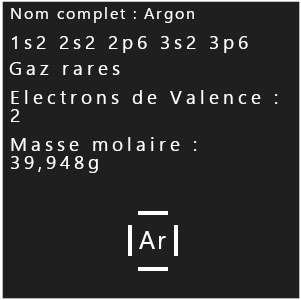 Nom complet : Argon
1s2 2s2 2p6 3s2 3p6
Gaz rares
Electrons de Valence :
2
Masse molaire :
39,948g
Ar